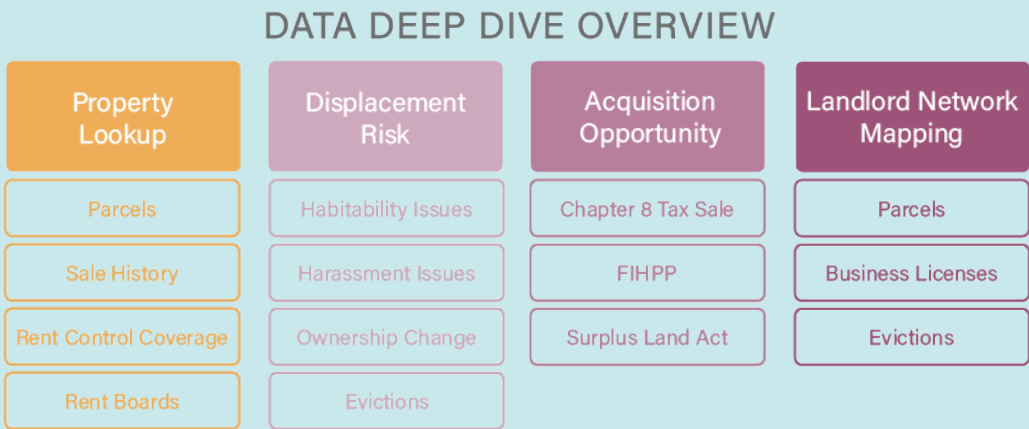 DATA DEEP DIVE OVERVIEW
Property
Lookup
Parcels
Sale History
Rent Control Coverage
Rent Boards
Displacement
Risk
Habitability Issues
Harassment Issues
Ownership Change
Evictions
Acquisition
Opportunity
Chapter 8 Tax Sale
FIHPP
Surplus Land Act
Landlord Network
Mapping
Parcels
Business Licenses
Evictions